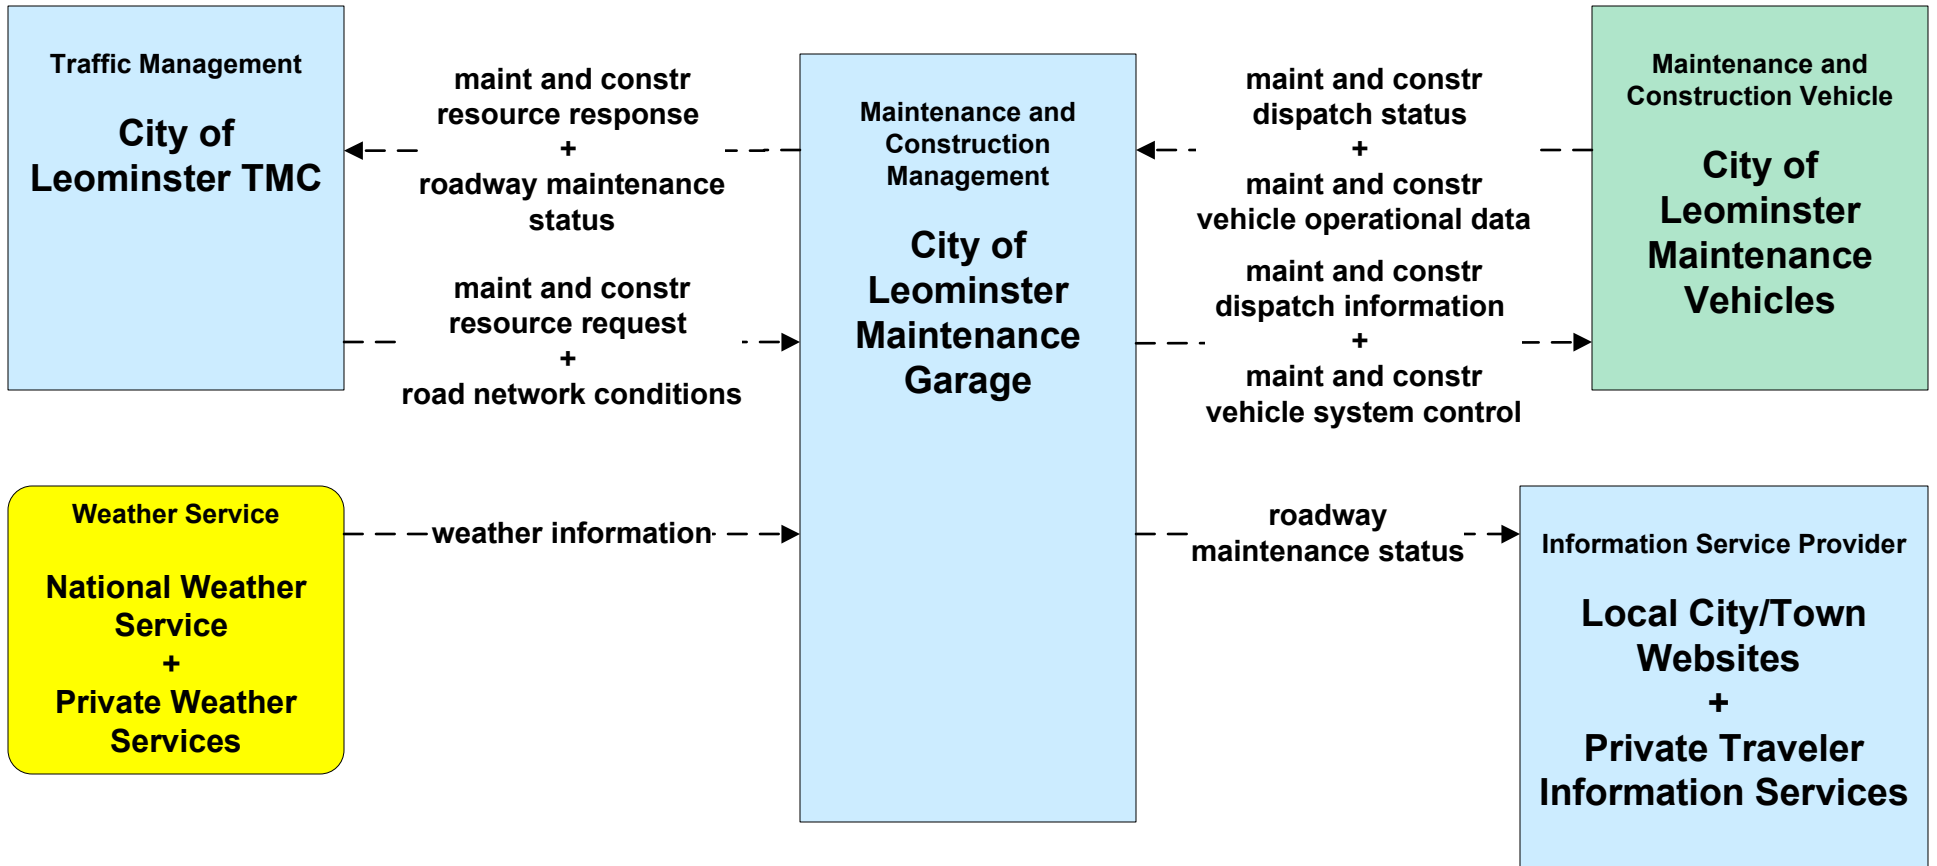 Traffic Management
City of
Leominster TMC
maint and constr
resource response
+
roadway maintenance
status
maint and constr
resource request
+
road network conditions
Maintenance and
Construction
Management
City of
Leominster
Maintenance
Garage
maint and constr
dispatch status
+
maint and constr
vehicle operational data
maint and constr
dispatch information
+
maint and constr
vehicle system control
Maintenance and
Construction Vehicle
City of
Leominster
Maintenance
Vehicles
Weather Service
National Weather
Service
+
Private Weather
Services
weather information
roadway
maintenance status
Information Service Provider
Local City/Town
Websites
+
Private Traveler
Information Services